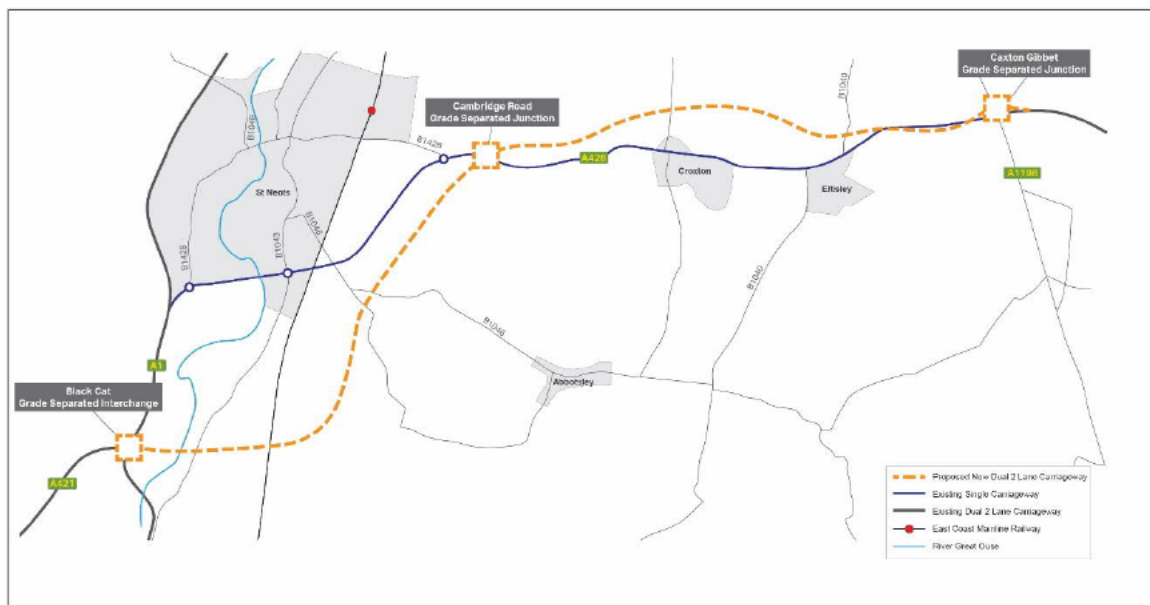 Caxton Gibbet
Grade Separated Junction
Cambridge Road
Grade Separated Junction
B1040
B1428
A428
Croxton
Eltisley
A1198
St Neots
B1428
B1043
B1046
B1040
B1046
Abbotsley
A1
Black Cat
Grade Separated Interchange
A421
Proposed New Dual 2 Lane Carriageway
Existing Single Carriageway
Existing Dual 2 Lane Carriageway
East Coast Mainline Railway
River Great Ouse